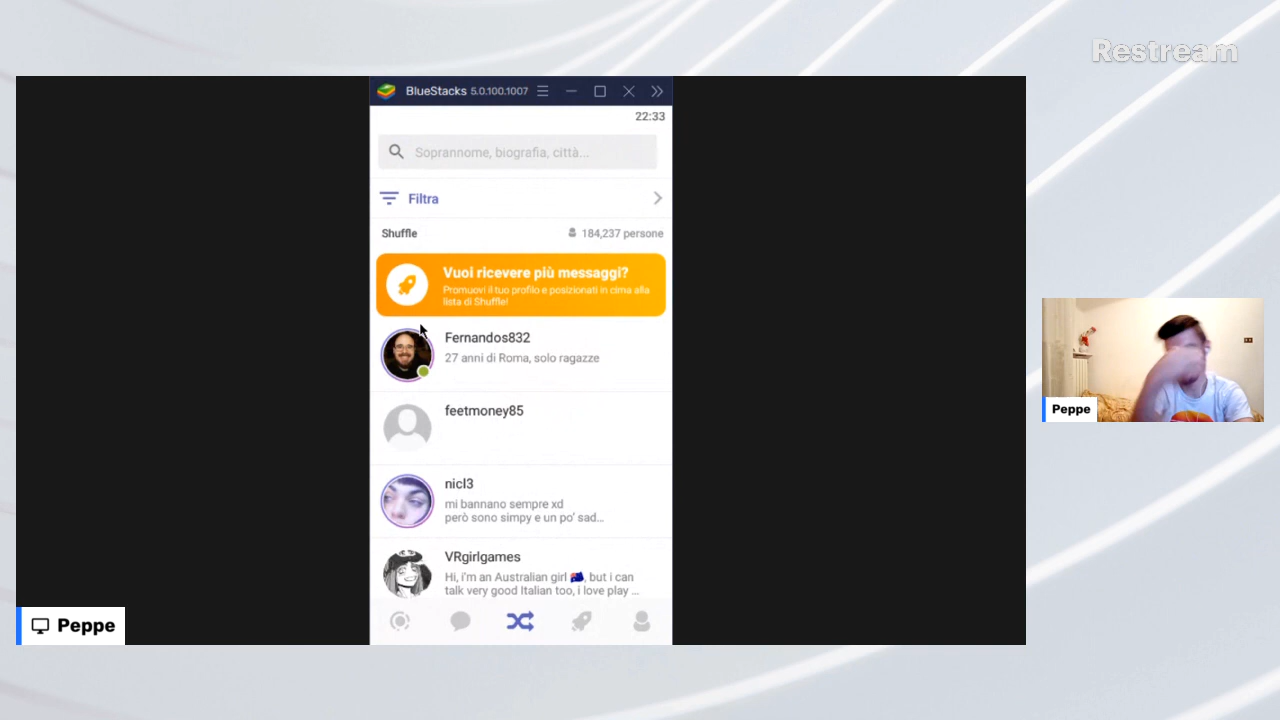 Restream
BlueStacks 5.0.100.1007
22:33
Soprannome, biografia, città...
Filtra
Shuffle
184,237 persone
Vuoi ricevere più messaggi?
Promuovi il tuo profilo e posizionati in cima alla
lista di Shuffle!
Fernandos832
27 anni di Roma, solo ragazze
feetmoney85
nicl3
mi bannano sempre xd
però sono simpy e un po' sad...
VRgirlgames
Hi, i'm an Australian girl 🇦🇺, but i can
talk very good Italian too, i love play ...
Peppe
Peppe